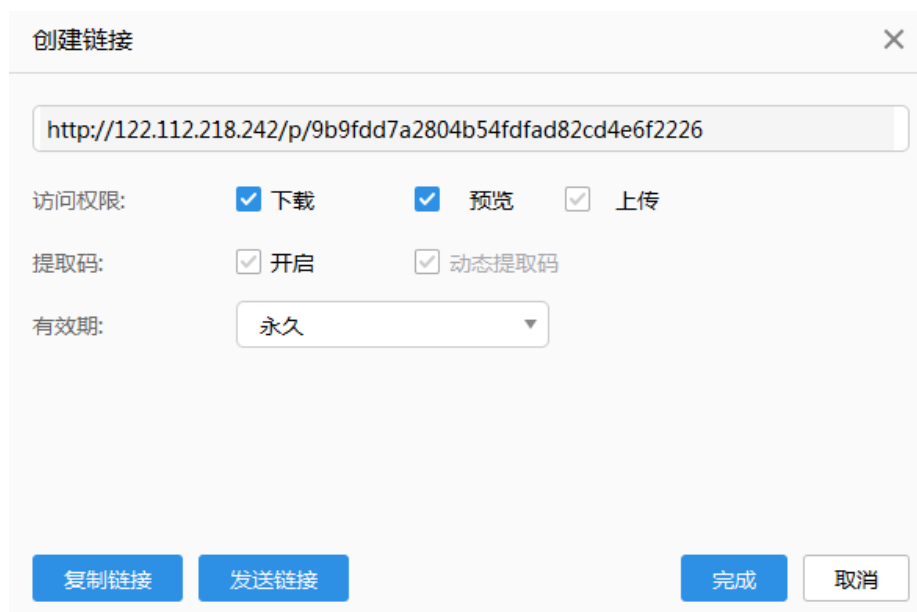 创建链接
http://122.112.218.242/p/9b9fdd7a2804b54fdfad82cd4e6f2226
访问权限: 下载 预览 上传
提取码: 开启 动态提取码
有效期: 永久
复制链接 发送链接 完成 取消